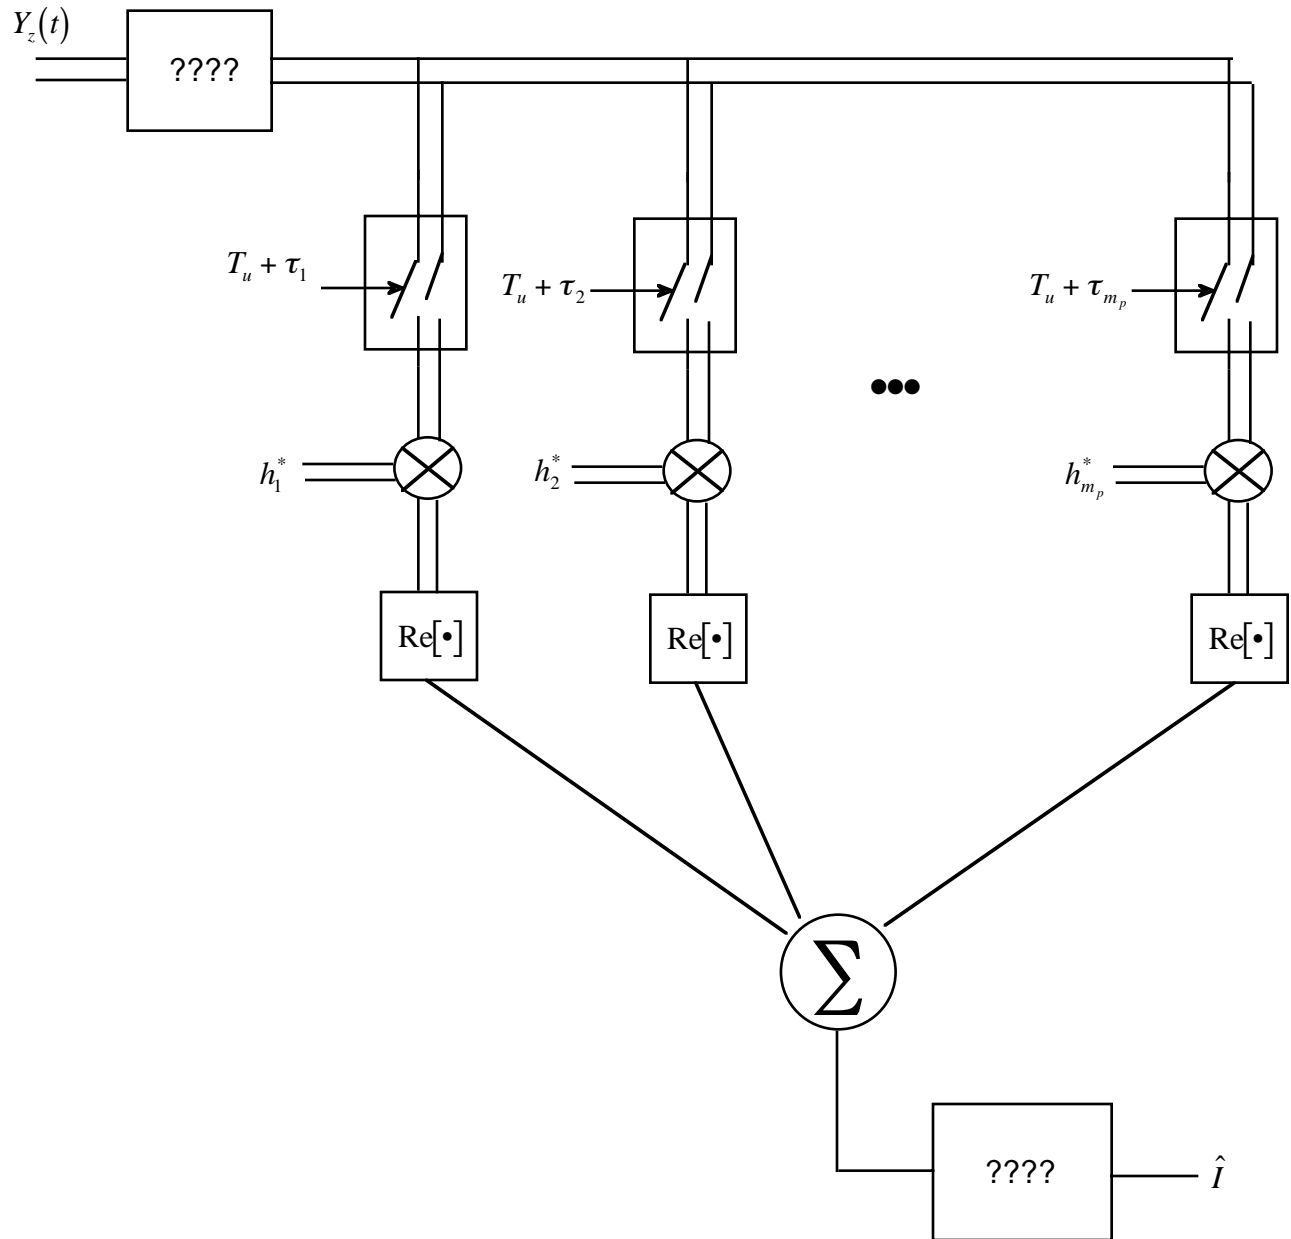 Y_z(t)
????
T_u + τ_1
T_u + τ_2
T_u + τ_{m_p}
•••
h_1^*
h_2^*
h_{m_p}^*
Re[•]
Re[•]
Re[•]
∑
????
Î